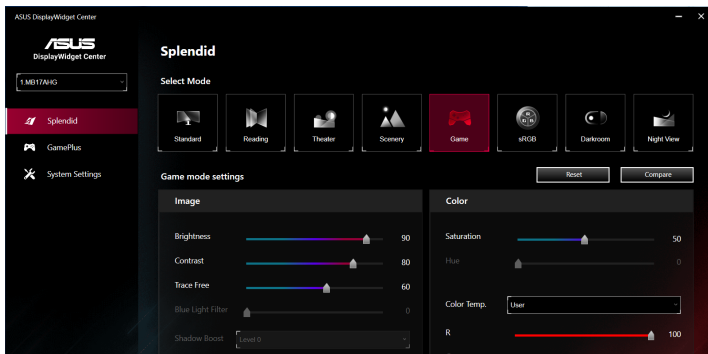 ASUS DisplayWidget Center
ASUS
DisplayWidget Center
1.MB17AHG
Splendid
GamePlus
System Settings
Splendid
Select Mode
Standard
Reading
Theater
Scenery
Game
sRGB
Darkroom
Night View
Game mode settings
Reset
Compare
Image
Brightness 90
Contrast 80
Trace Free 60
Blue Light Filter 0
Shadow Boost Level 0
Color
Saturation 50
Hue 0
Color Temp. User
R 100